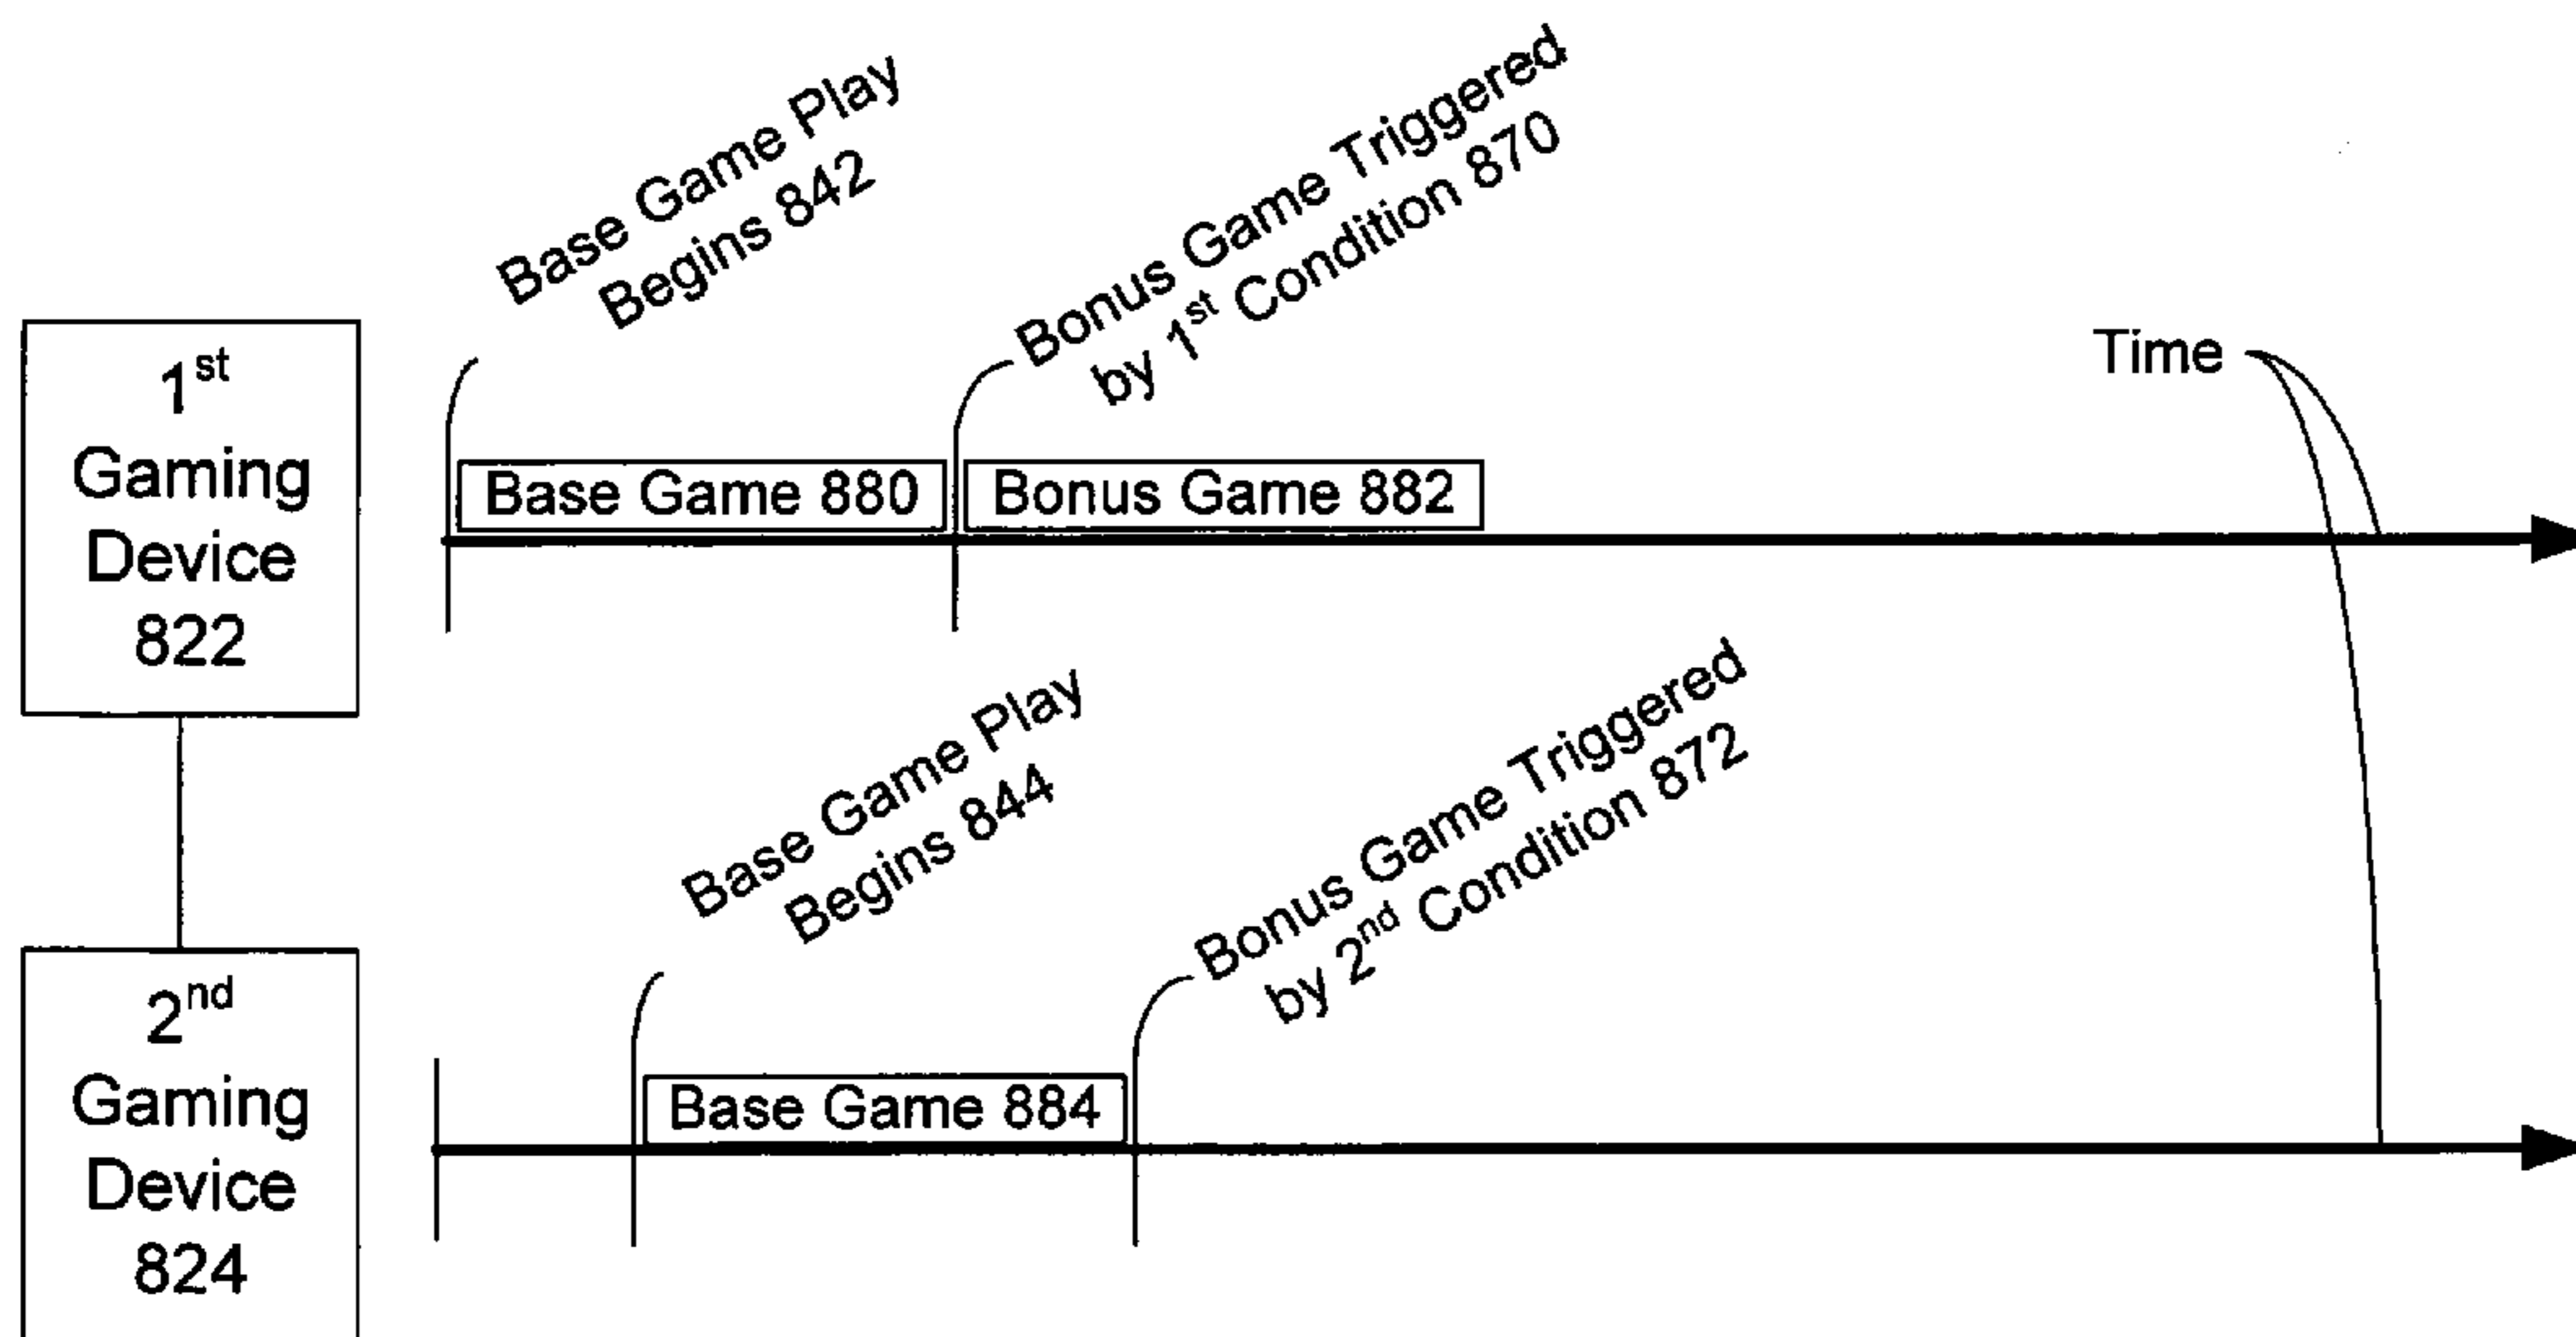 Base Game Play
Begins 842
Bonus Game Triggered
by 1st Condition 870
1st
Gaming
Device
822
Time
Base Game 880
Bonus Game 882
Base Game Play
Begins 844
Bonus Game Triggered
by 2nd Condition 872
2nd
Gaming
Device
824
Base Game 884